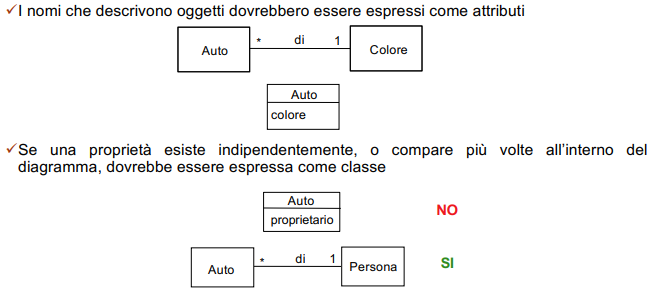 ✓I nomi che descrivono oggetti dovrebbero essere espressi come attributi
Auto * di 1 Colore
Auto
colore
✓Se una proprietà esiste indipendentemente, o compare più volte all'interno del
diagramma, dovrebbe essere espressa come classe
Auto
proprietario NO
Auto * di 1 Persona SI